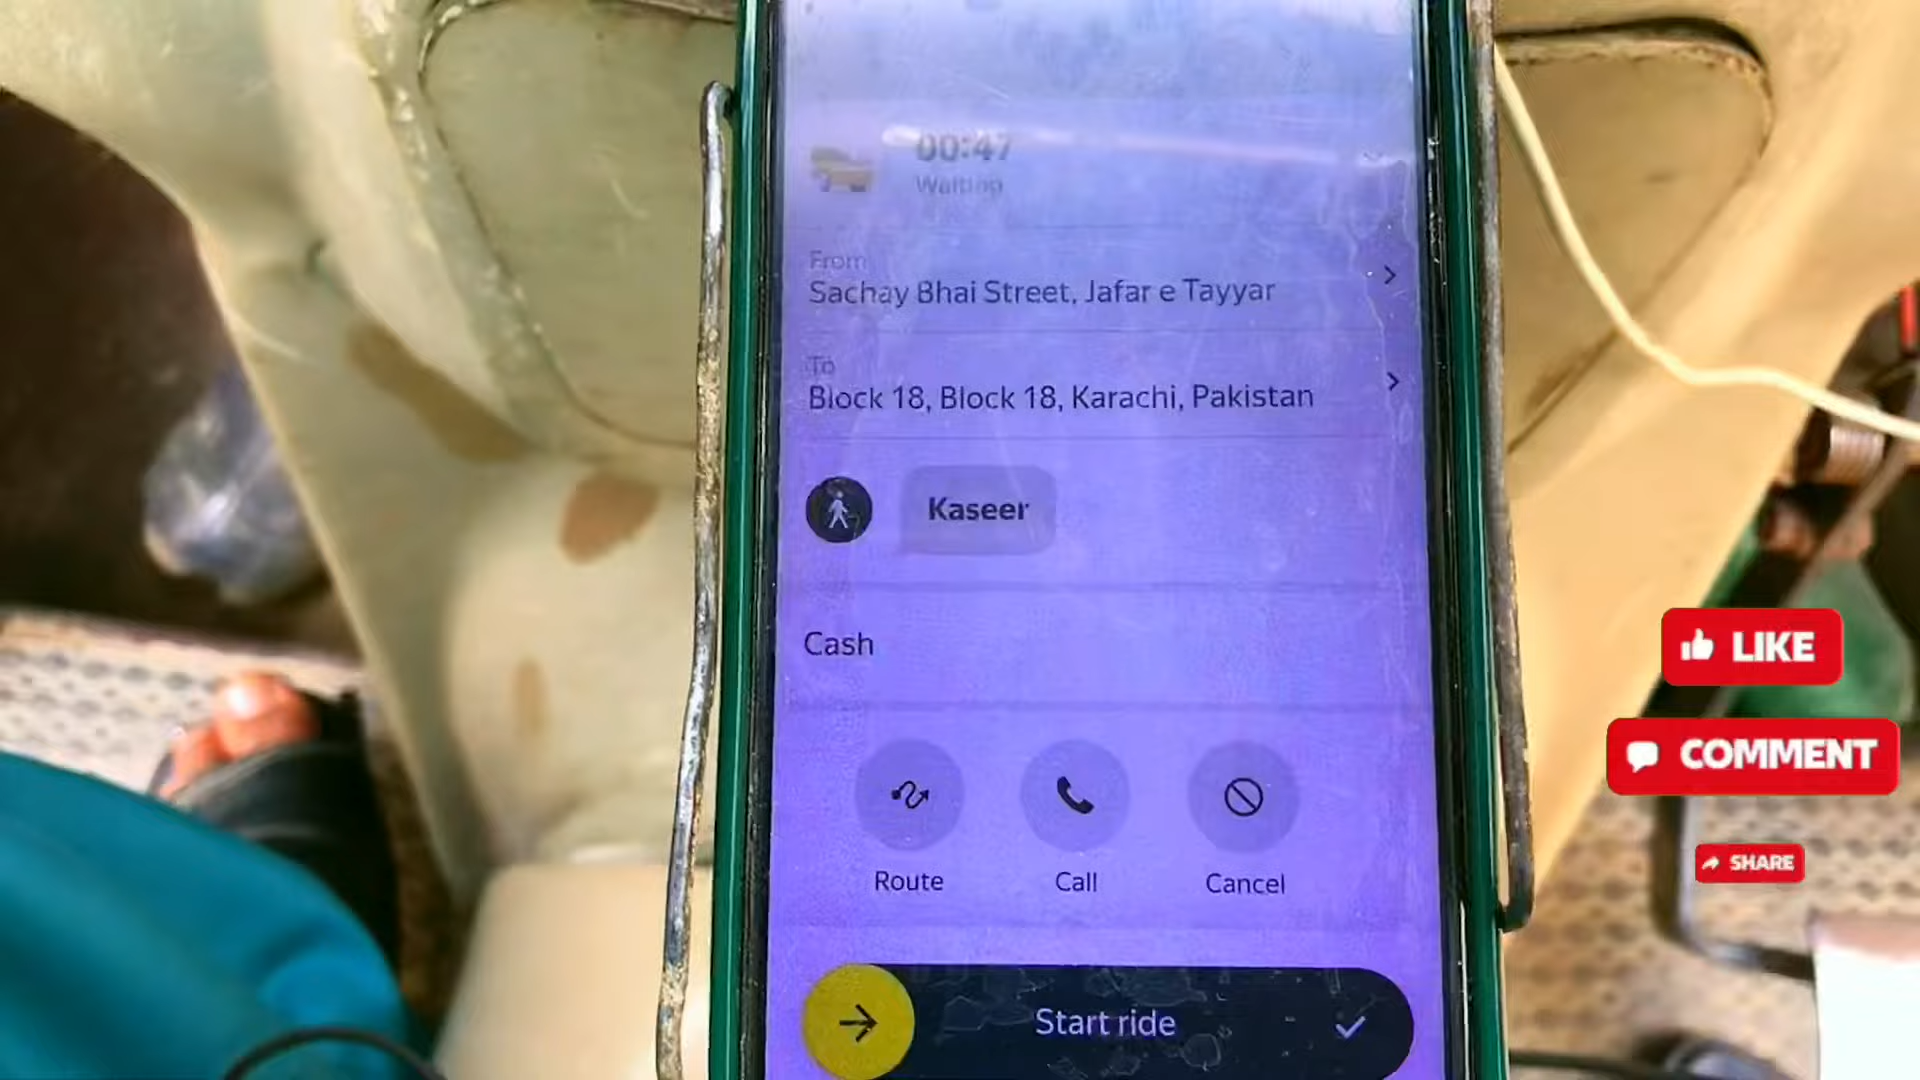 00:47
Waiting
From
Sachay Bhai Street, Jafar e Tayyar
To
Block 18, Block 18, Karachi, Pakistan
Kaseer
Cash
Route
Call
Cancel
Start ride
LIKE
COMMENT
SHARE